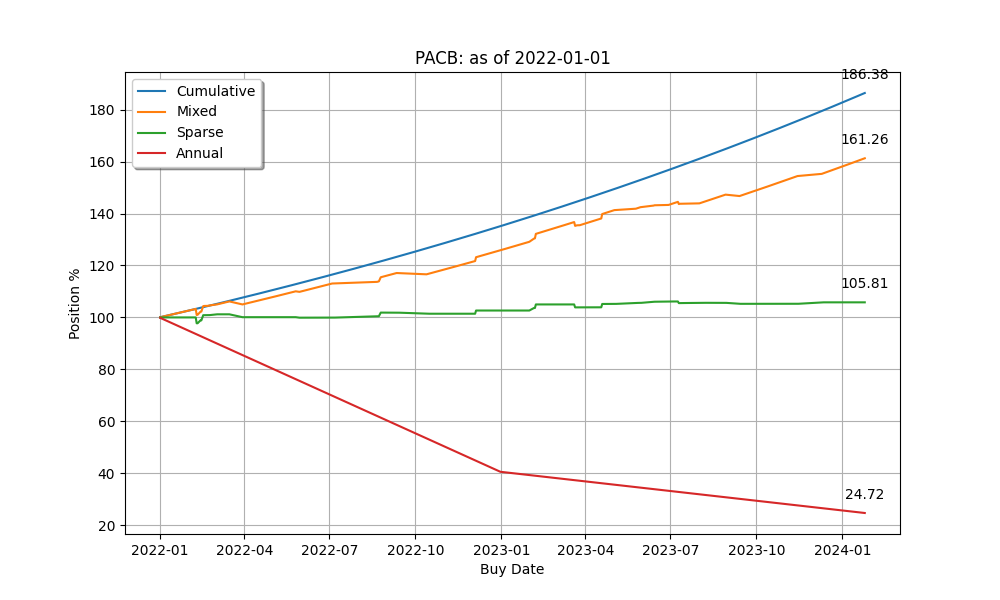 PACB: as of 2022-01-01
Cumulative
Mixed
Sparse
Annual
186.38
161.26
105.81
24.72
Position %
180
160
140
120
100
80
60
40
20
2022-01 2022-04 2022-07 2022-10 2023-01 2023-04 2023-07 2023-10 2024-01
Buy Date